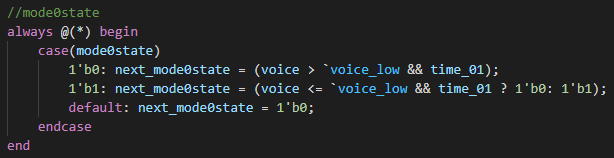 //mode0state
always @(*) begin
    case(mode0state)
        1'b0: next_mode0state = (voice > `voice_low && time_01);
        1'b1: next_mode0state = (voice <= `voice_low && time_01 ? 1'b0: 1'b1);
        default: next_mode0state = 1'b0;
    endcase
end